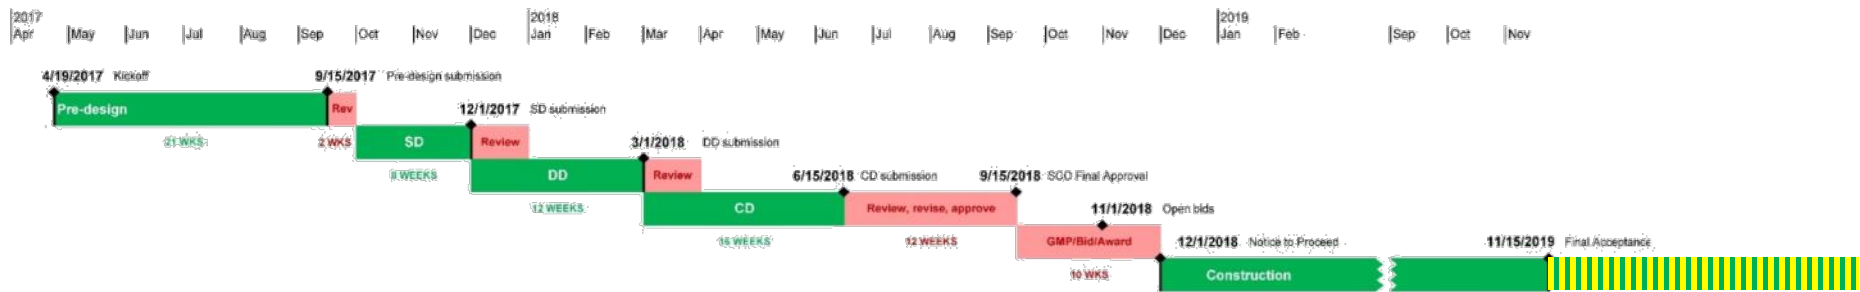 2017 2018 2019
Apr May Jun Jul Aug Sep Oct Nov Dec Jan Feb Mar Apr May Jun Jul Aug Sep Oct Nov Dec Jan Feb Sep Oct Nov
4/19/2017 Kickoff 9/15/2017 Pre-design submission
Pre-design Rev 12/1/2017 SD submission
21 WKS 2 WKS SD Review 3/1/2018 DD submission
8 WEEKS DD Review 6/15/2018 CD submission 9/15/2018 SCO Final Approval
12 WEEKS CD Review, revise, approve 11/1/2018 Open bids
16 WEEKS 12 WEEKS GMP/Bid/Award 12/1/2018 Notice to Proceed 11/15/2019 Final Acceptance
10 WKS Construction